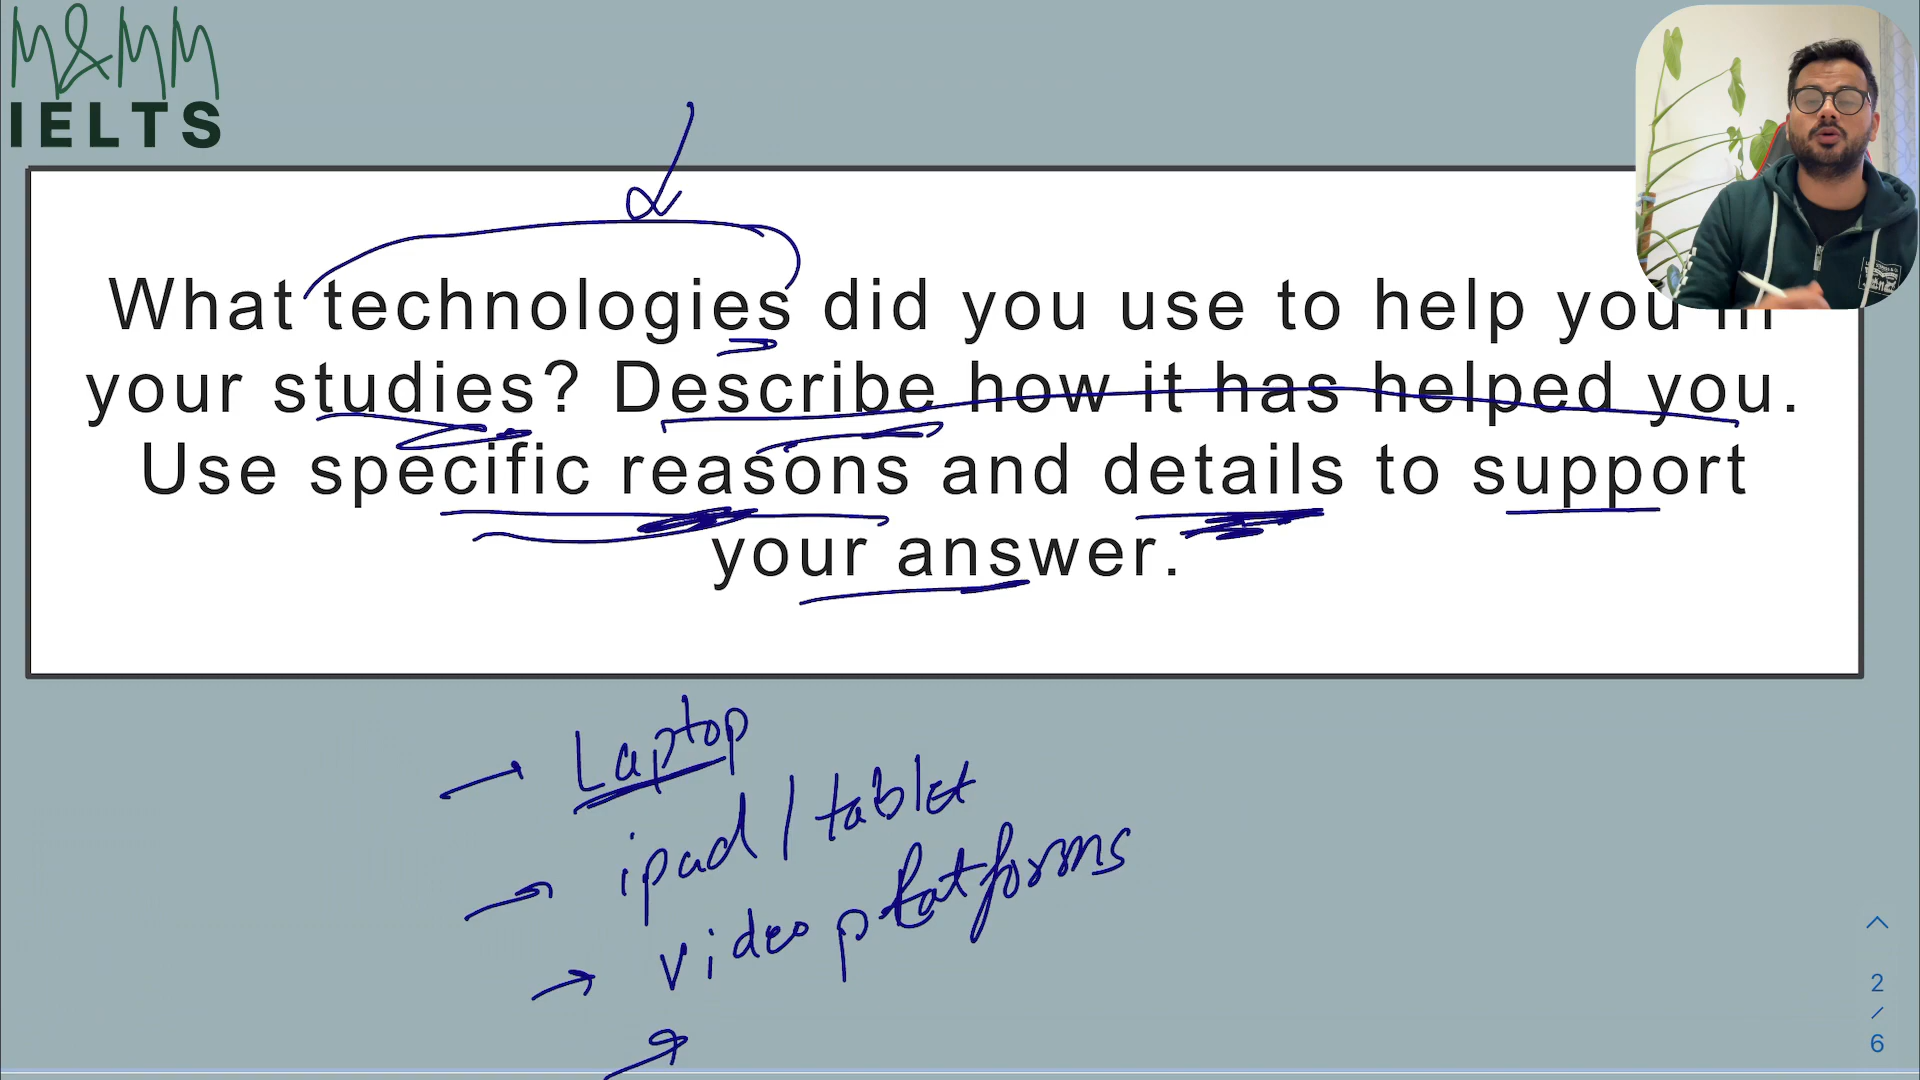 M&MM
IELTS
What technologies did you use to help you in
your studies? Describe how it has helped you.
Use specific reasons and details to support
your answer.
Laptop
ipad / tablet
video platforms
2
/
6